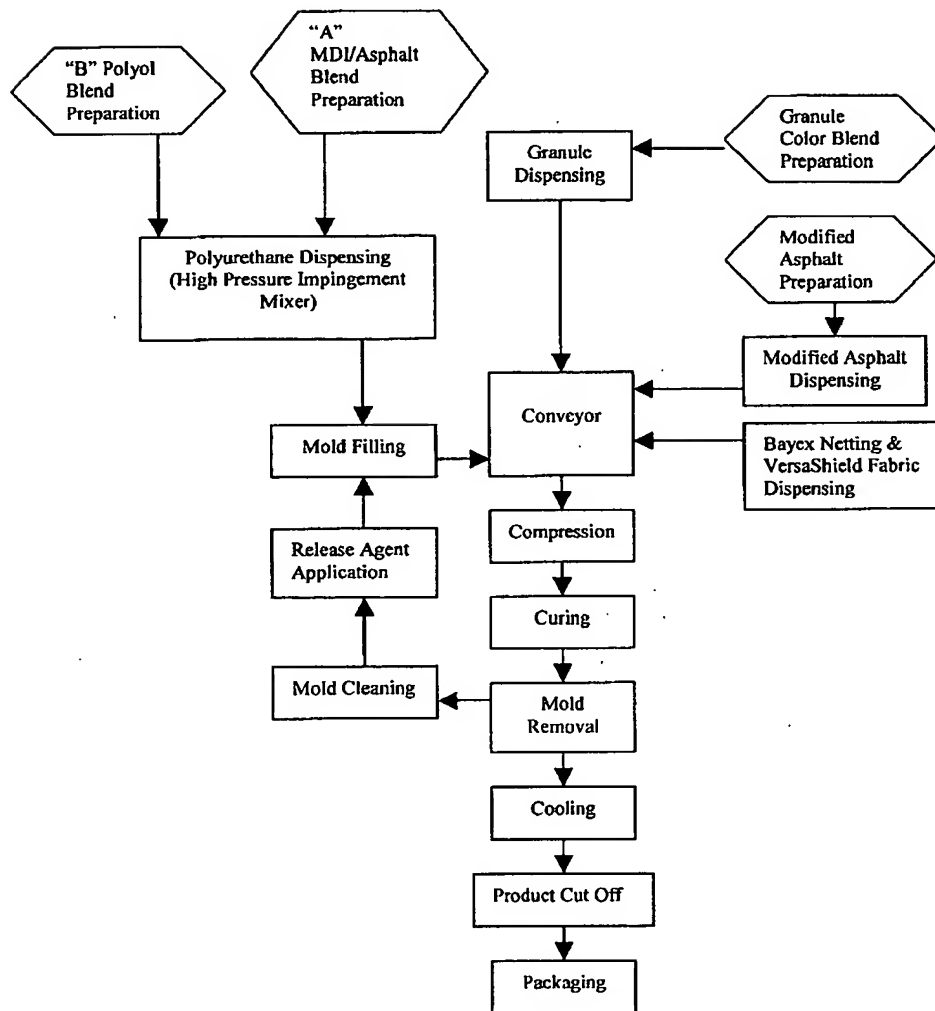 "B" Polyol
Blend
Preparation
"A"
MDI/Asphalt
Blend
Preparation
Granule
Dispensing
Granule
Color Blend
Preparation
Polyurethane Dispensing
(High Pressure Impingement
Mixer)
Modified
Asphalt
Preparation
Modified Asphalt
Dispensing
Conveyor
Mold Filling
Bayex Netting &
VersaShield Fabric
Dispensing
Compression
Release Agent
Application
Curing
Mold Cleaning
Mold
Removal
Cooling
Product Cut Off
Packaging